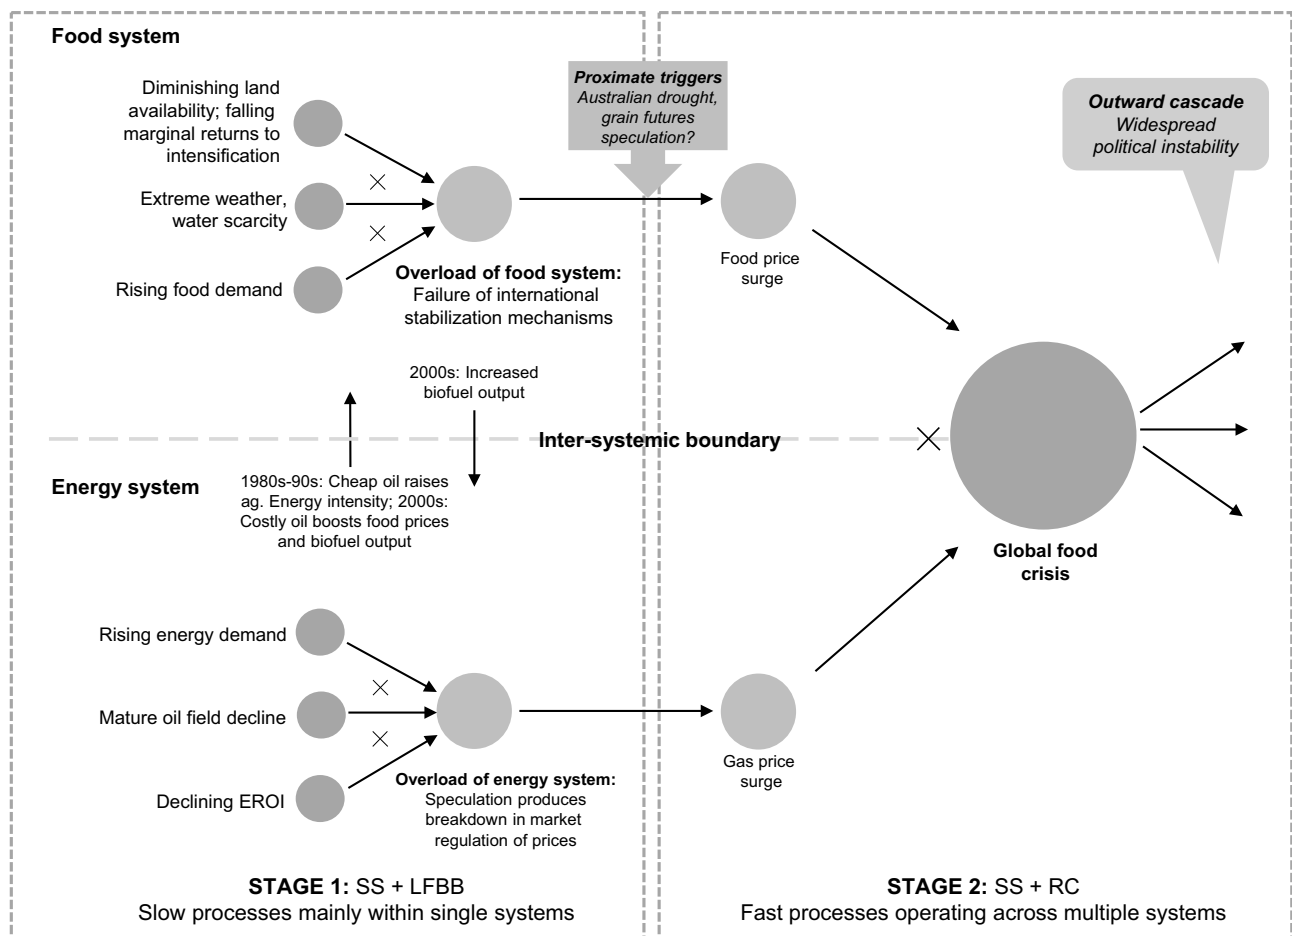 Food system
Diminishing land
availability; falling
marginal returns to
intensification
Extreme weather,
water scarcity
Rising food demand
Overload of food system:
Failure of international
stabilization mechanisms
Proximate triggers
Australian drought,
grain futures
speculation?
Food price
surge
Outward cascade
Widespread
political instability
2000s: Increased
biofuel output
Inter-systemic boundary
Energy system
1980s-90s: Cheap oil raises
ag. Energy intensity; 2000s:
Costly oil boosts food prices
and biofuel output
Global food
crisis
Rising energy demand
Mature oil field decline
Declining EROI
Overload of energy system:
Speculation produces
breakdown in market
regulation of prices
Gas price
surge
STAGE 1: SS + LFBB
Slow processes mainly within single systems
STAGE 2: SS + RC
Fast processes operating across multiple systems